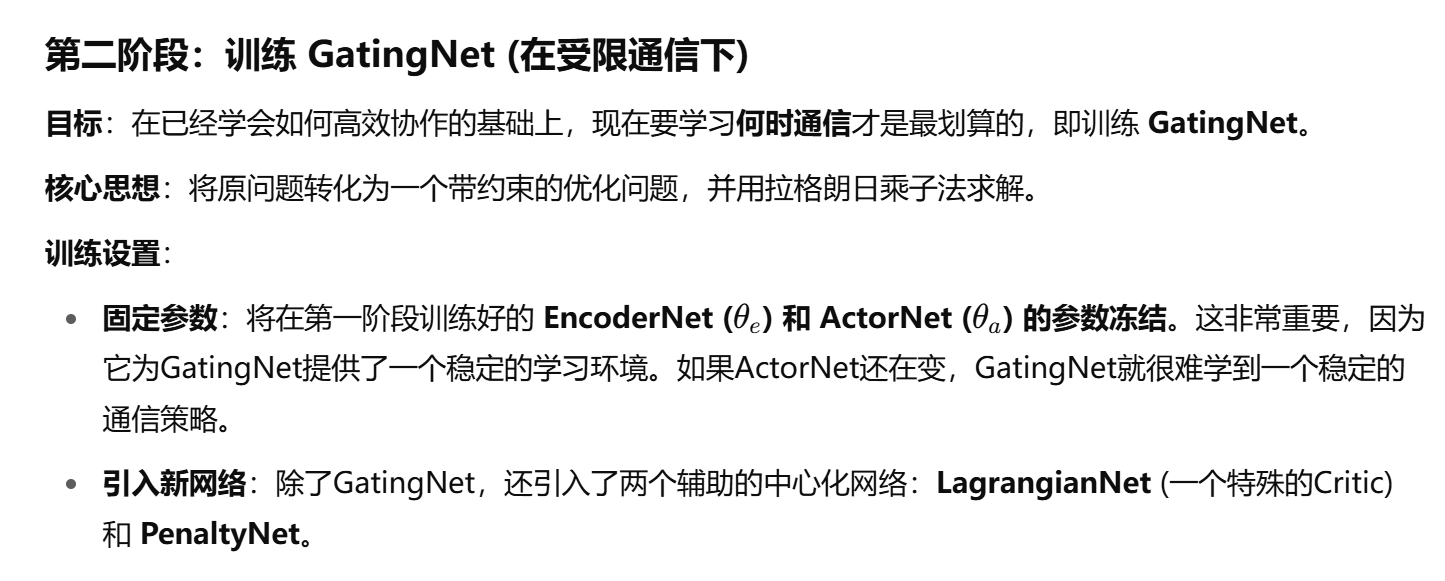 第二阶段：训练 GatingNet (在受限通信下)
目标：在已经学会如何高效协作的基础上，现在要学习何时通信才是最划算的，即训练 GatingNet。
核心思想：将原问题转化为一个带约束的优化问题，并用拉格朗日乘子法求解。
训练设置：
• 固定参数：将在第一阶段训练好的 EncoderNet (θₑ) 和 ActorNet (θₐ) 的参数冻结。这非常重要，因为
它为GatingNet提供了一个稳定的学习环境。如果ActorNet还在变，GatingNet就很难学到一个稳定的
通信策略。
• 引入新网络：除了GatingNet，还引入了两个辅助的中心化网络：LagrangianNet (一个特殊的Critic)
和 PenaltyNet。